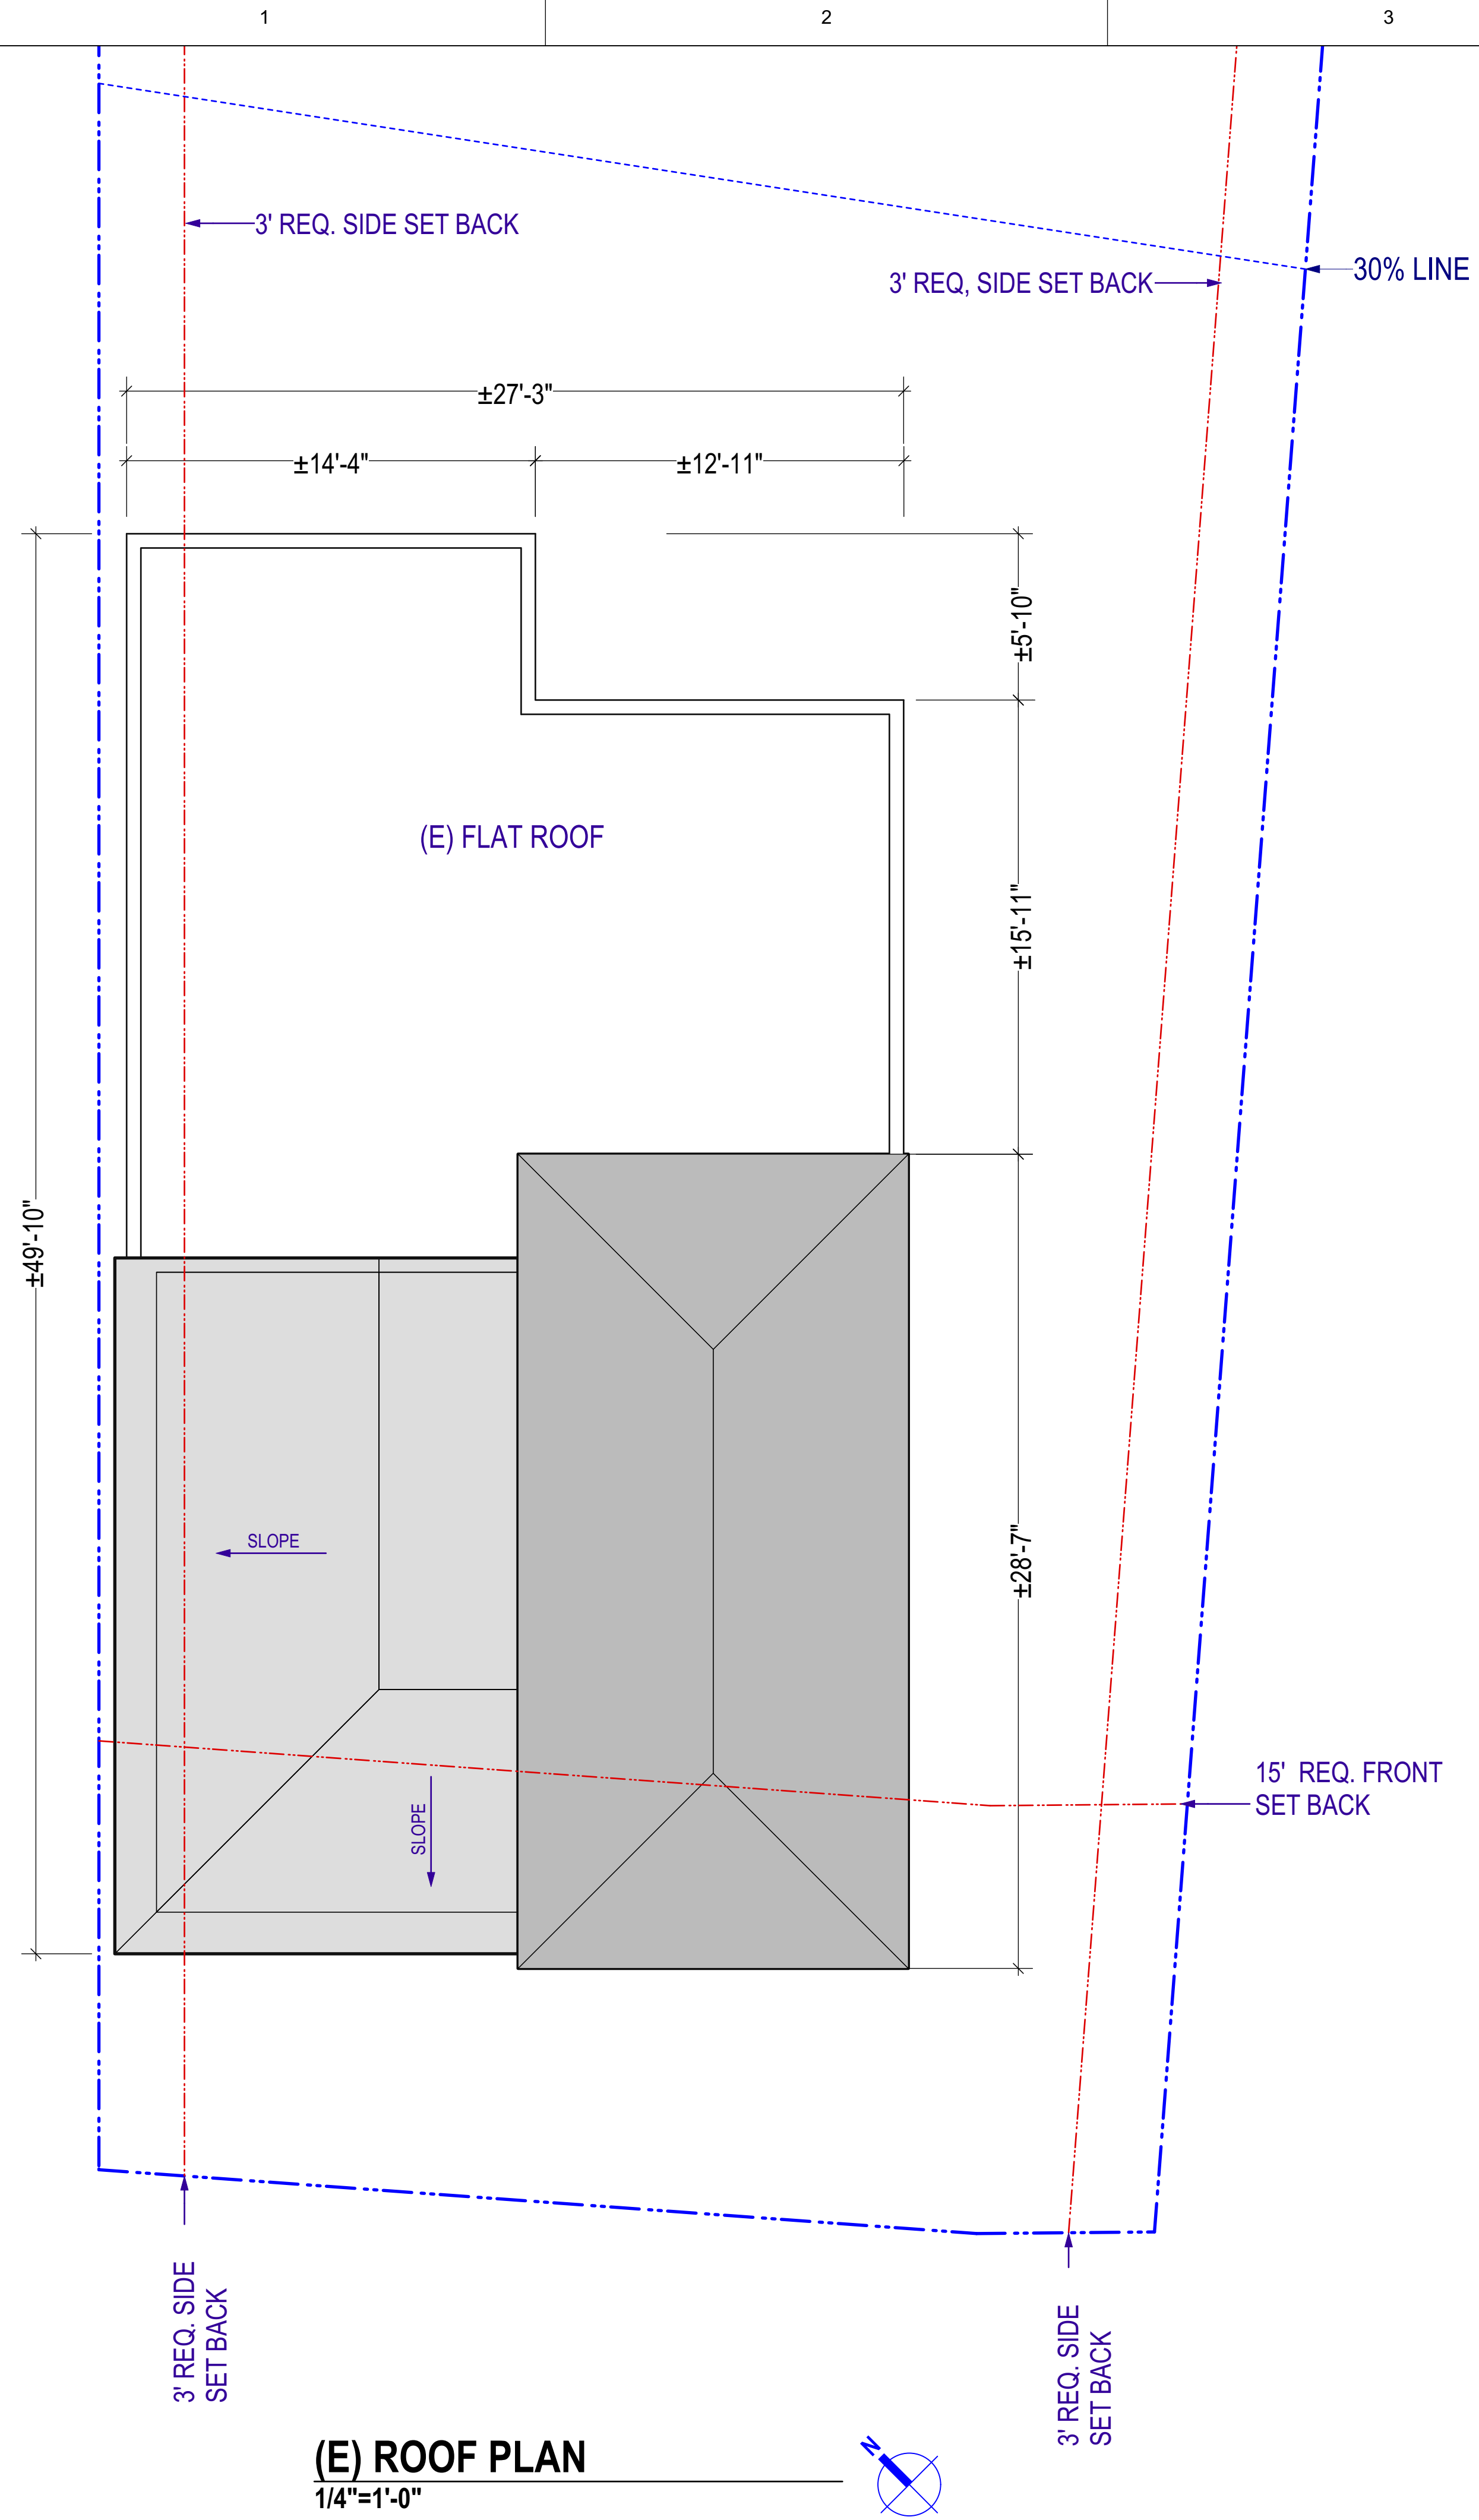 1
2
3
3' REQ. SIDE SET BACK
3' REQ, SIDE SET BACK
30% LINE
±27'-3"
±14'-4"
±12'-11"
±5'-10"
(E) FLAT ROOF
±15'-11"
±49'-10"
SLOPE
±28'-7"
SLOPE
15' REQ. FRONT
SET BACK
3' REQ. SIDE
SET BACK
3' REQ. SIDE
SET BACK
(E) ROOF PLAN
N
1/4"=1'-0"